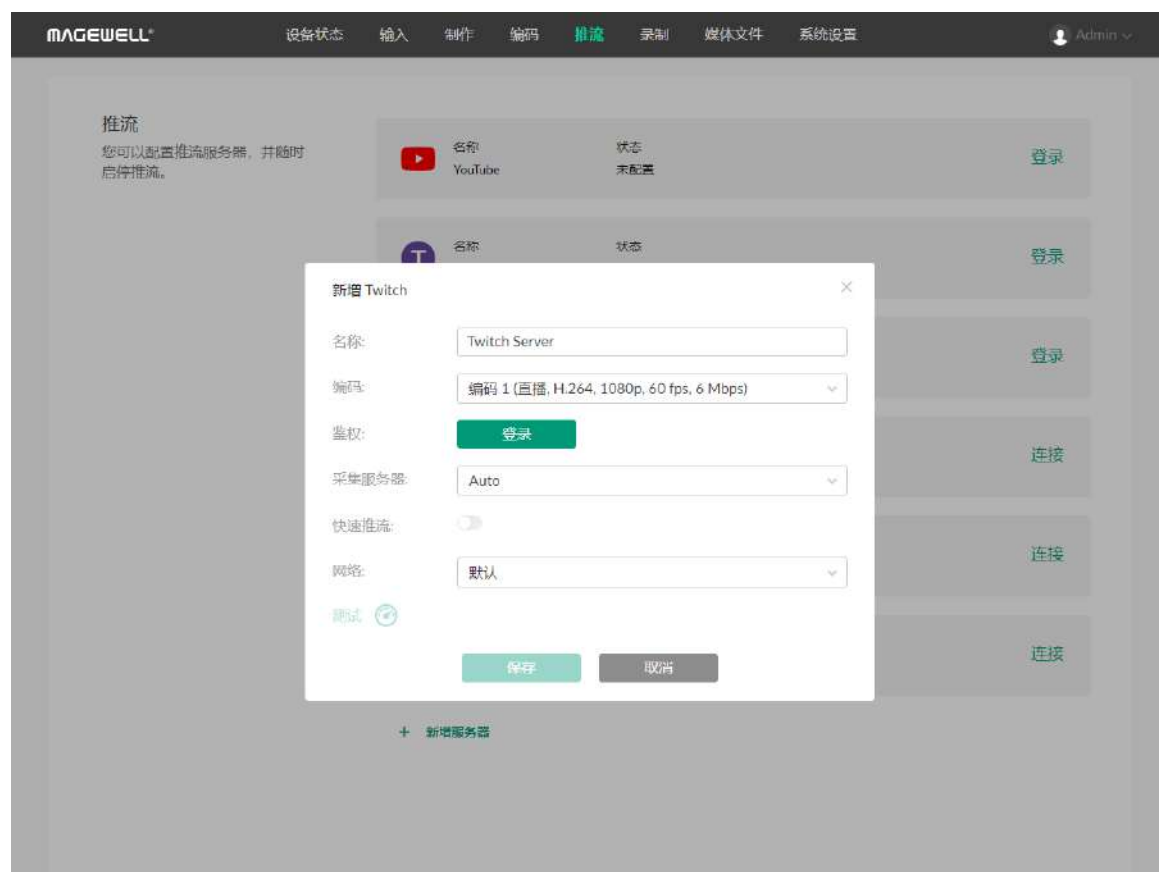 MAGEWELL®
设备状态 输入 制作 编码 推流 录制 媒体文件 系统设置 Admin
推流
您可以配置推流服务器,并随时
启停推流。
名称 状态
YouTube 未配置 登录
T 名称 状态 登录
新增 Twitch
名称: Twitch Server
登录
编码: 编码 1 (直播, H.264, 1080p, 60 fps, 6 Mbps)
鉴权: 登录
连接
采集服务器: Auto
快速推流:
连接
网络: 默认
测试
保存 取消
连接
+ 新增服务器